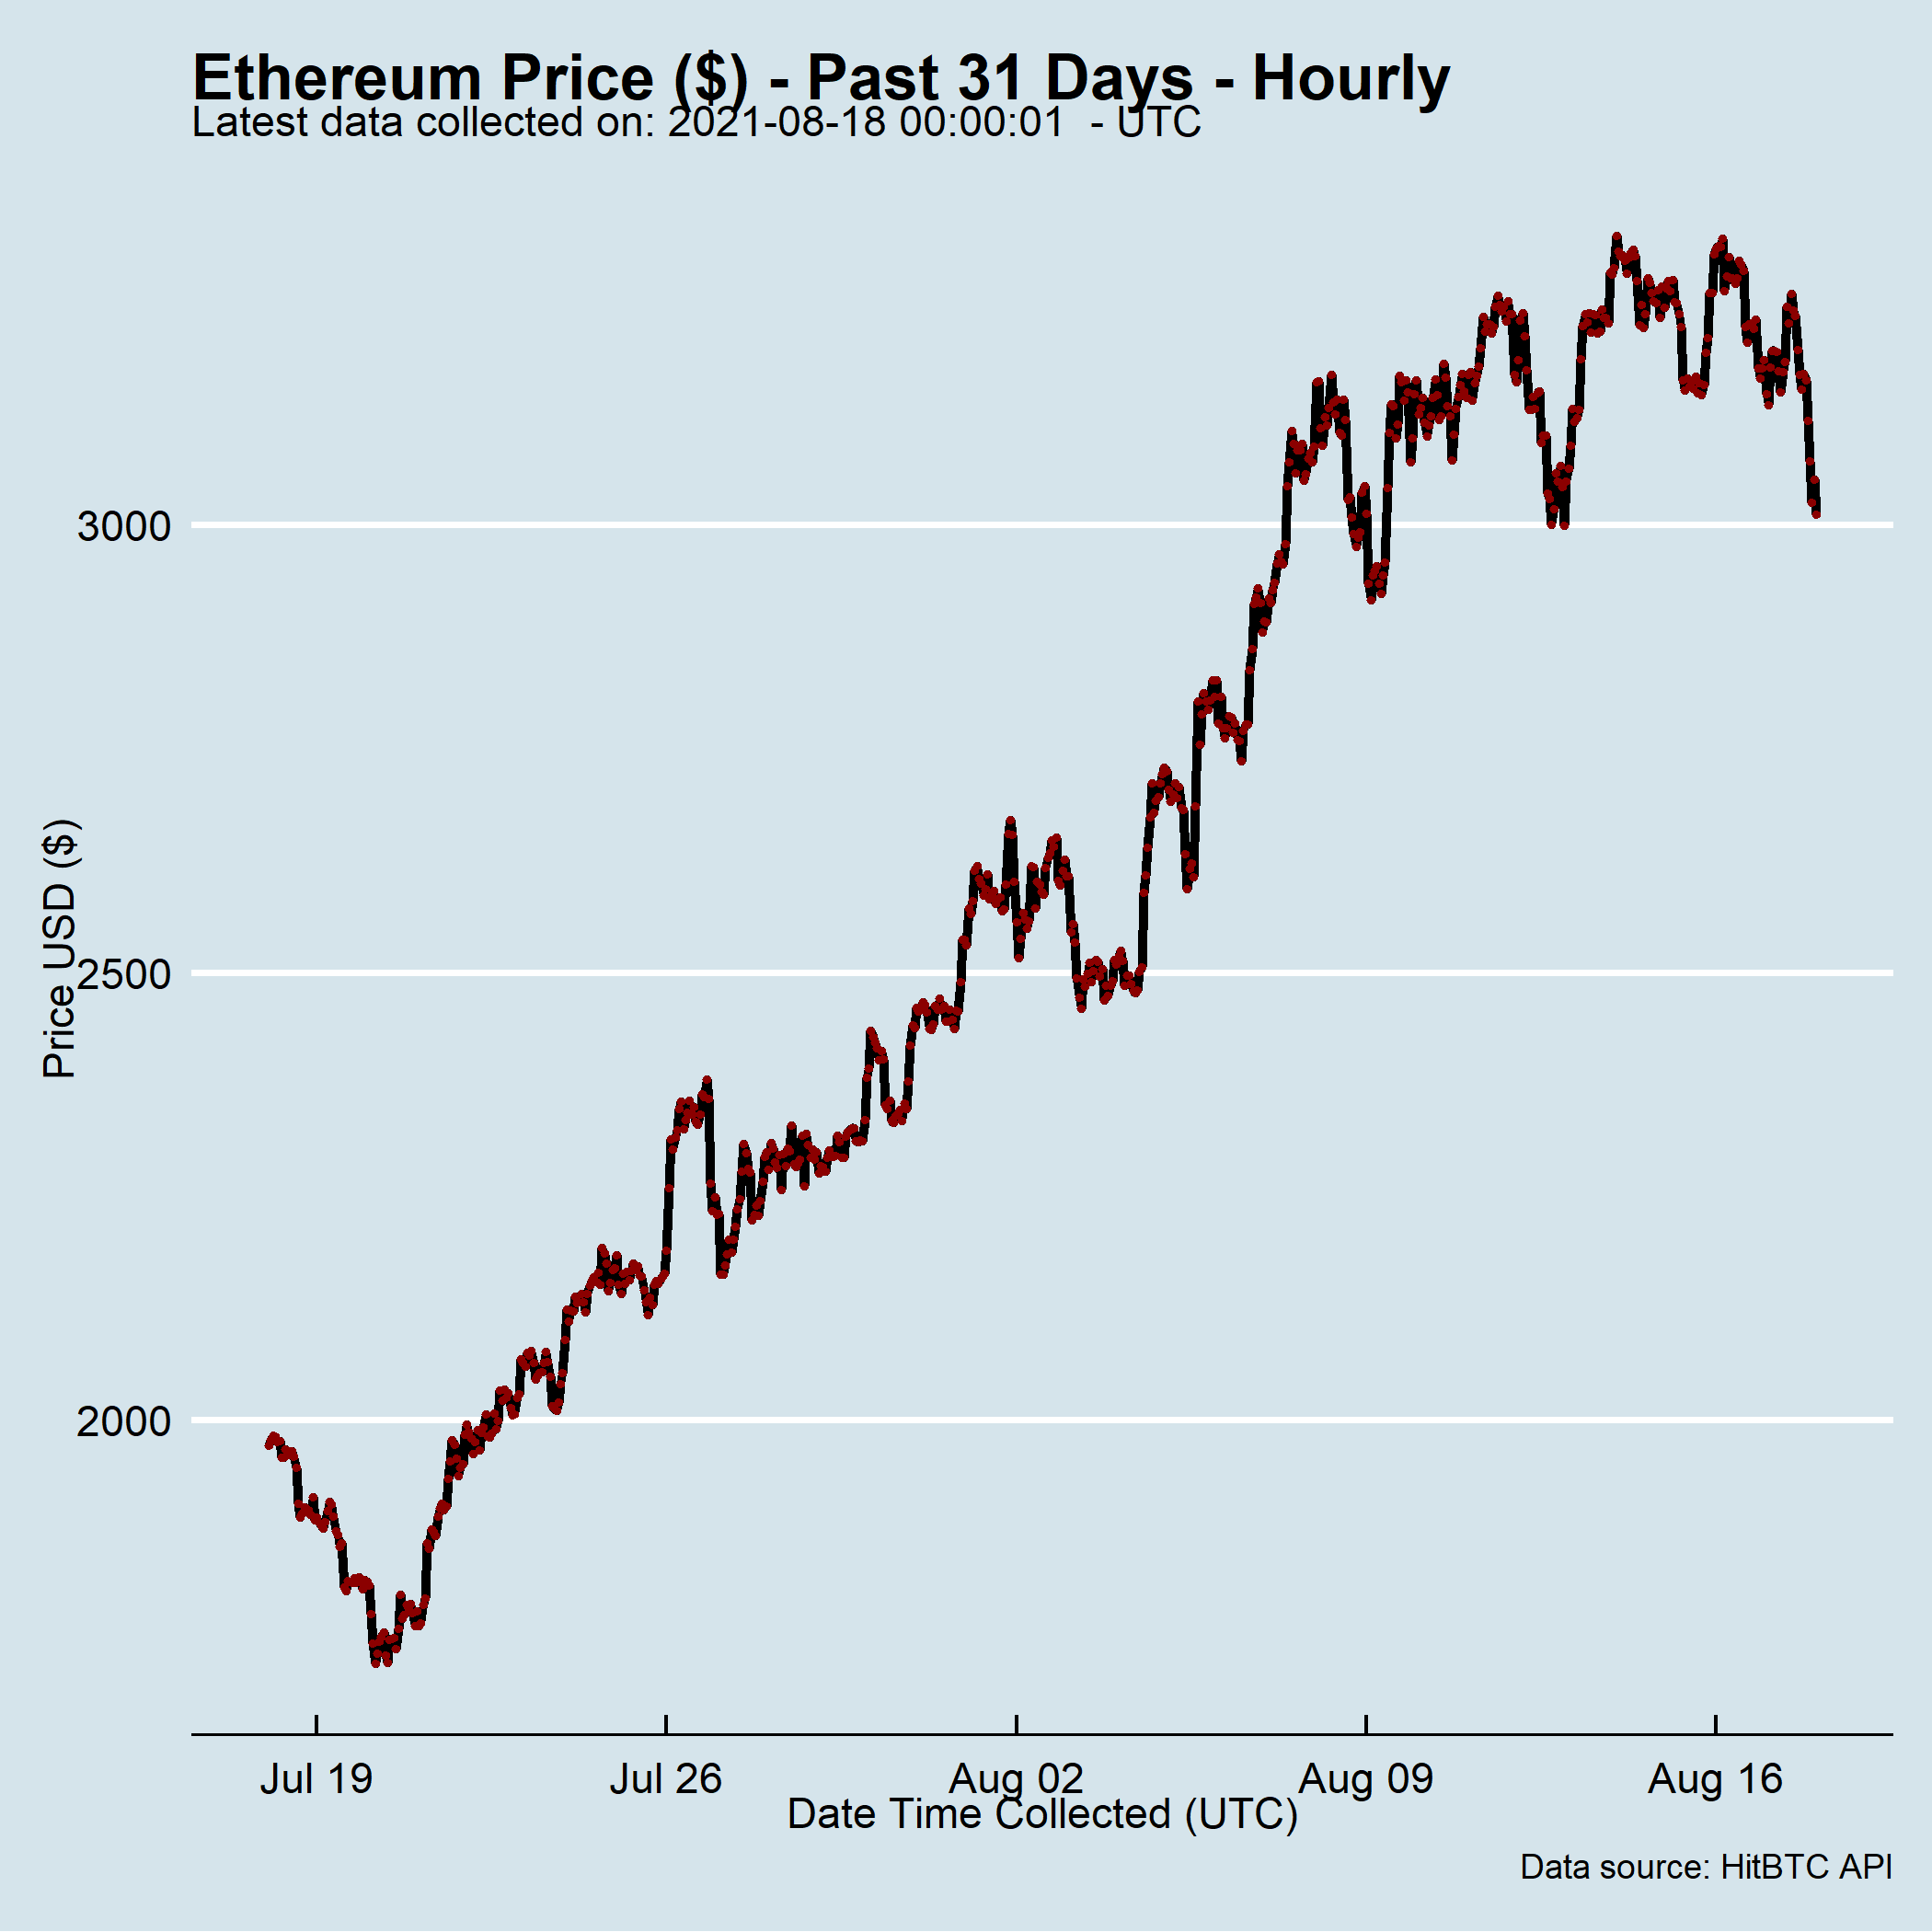 Ethereum Price ($) - Past 31 Days - Hourly
Latest data collected on: 2021-08-18 00:00:01  - UTC
Price USD ($)
3000
2500
2000
Jul 19
Jul 26
Aug 02
Aug 09
Aug 16
Date Time Collected (UTC)
Data source: HitBTC API